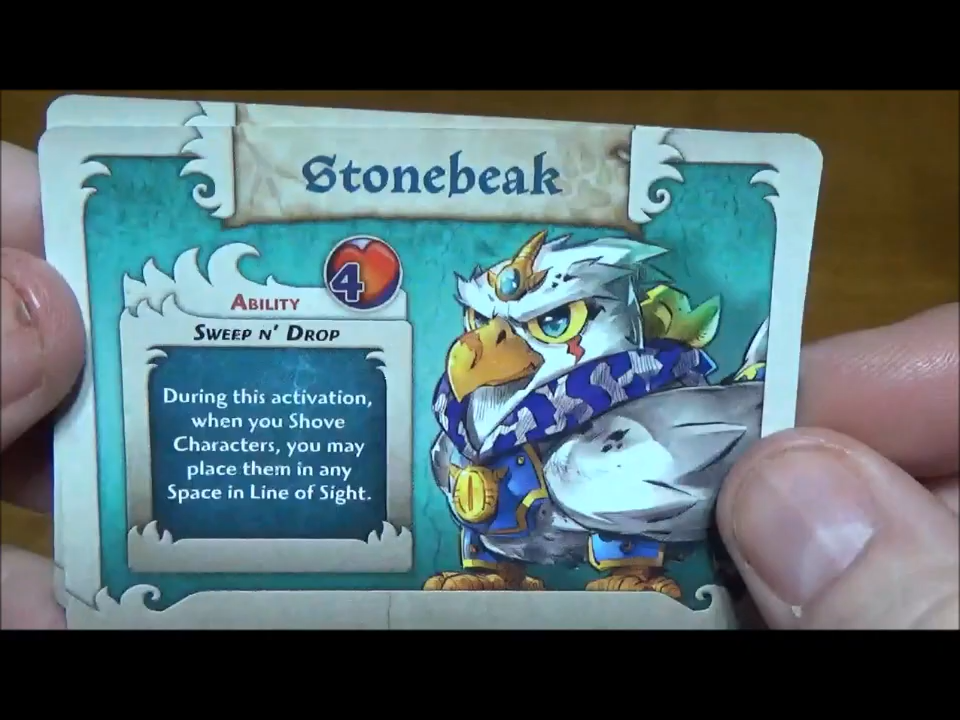 Stonebeak
4
Ability
Sweep n' Drop
During this activation,
when you Shove
Characters, you may
place them in any
Space in Line of Sight.